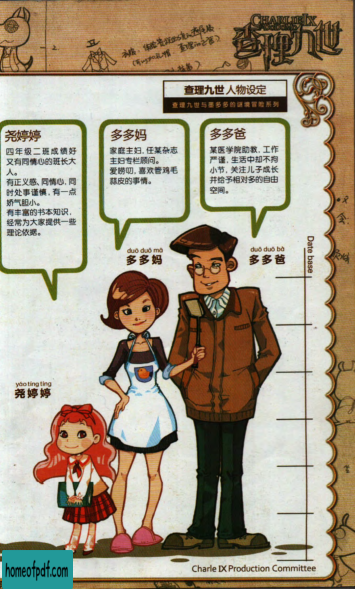 CHARLIE IX
查理九世
查理九世 人物设定
查理九世与墨多多的谜境冒险系列
尧婷婷
四年级二班成绩好
又有同情心的班长大
人。
有正义感、同情心,同
时处事谨慎,有一点
娇气胆小。
有丰富的书本知识,
经常为大家提供一些
理论依据。
多多妈
家庭主妇,任某杂志
主妇专栏顾问。
爱唠叨,喜欢管鸡毛
蒜皮的事情。
多多爸
某医学院助教,工作
严谨,生活中却不拘
小节,关注儿子成长
并给予相对多的自由
空间。
duō duō mā
多多妈
duō duō bà
多多爸
Date base
yáo tíng tíng
尧婷婷
homeofpdf.com
Charle IX Production Committee